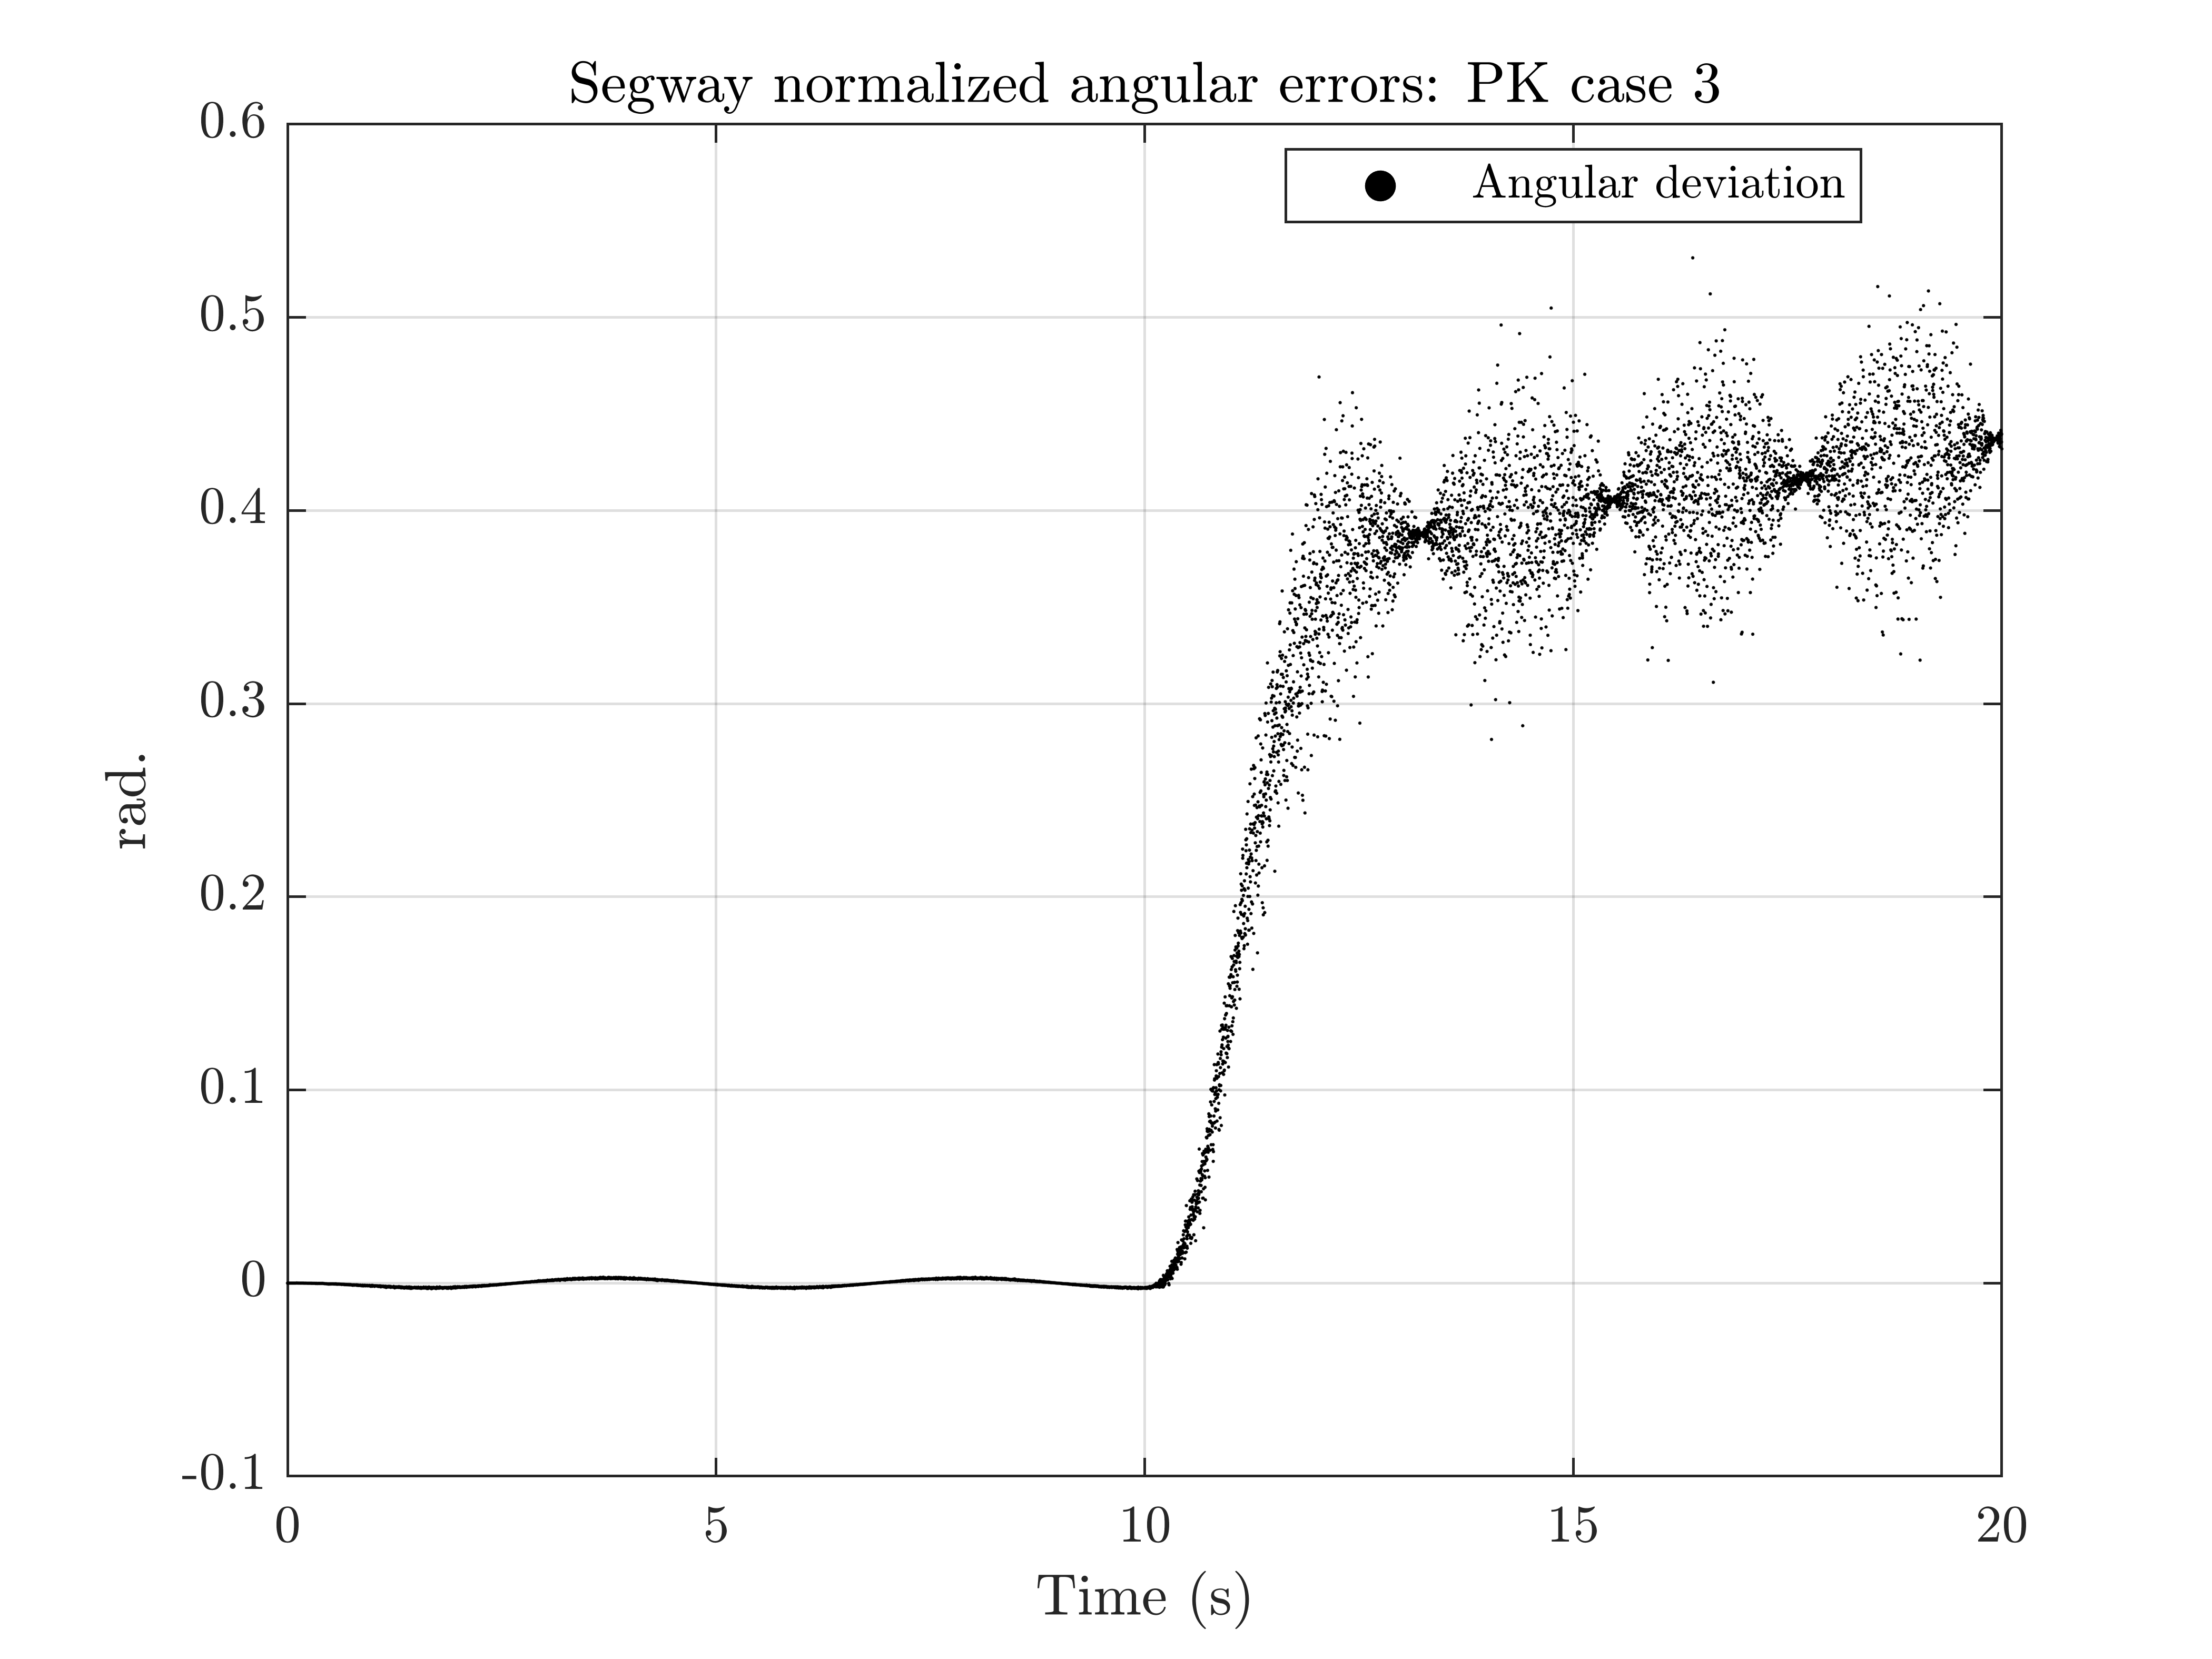 Segway normalized angular errors: PK case 3
Angular deviation
0.6
0.5
0.4
0.3
0.2
0.1
0
-0.1
rad.
0 5 10 15 20
Time (s)